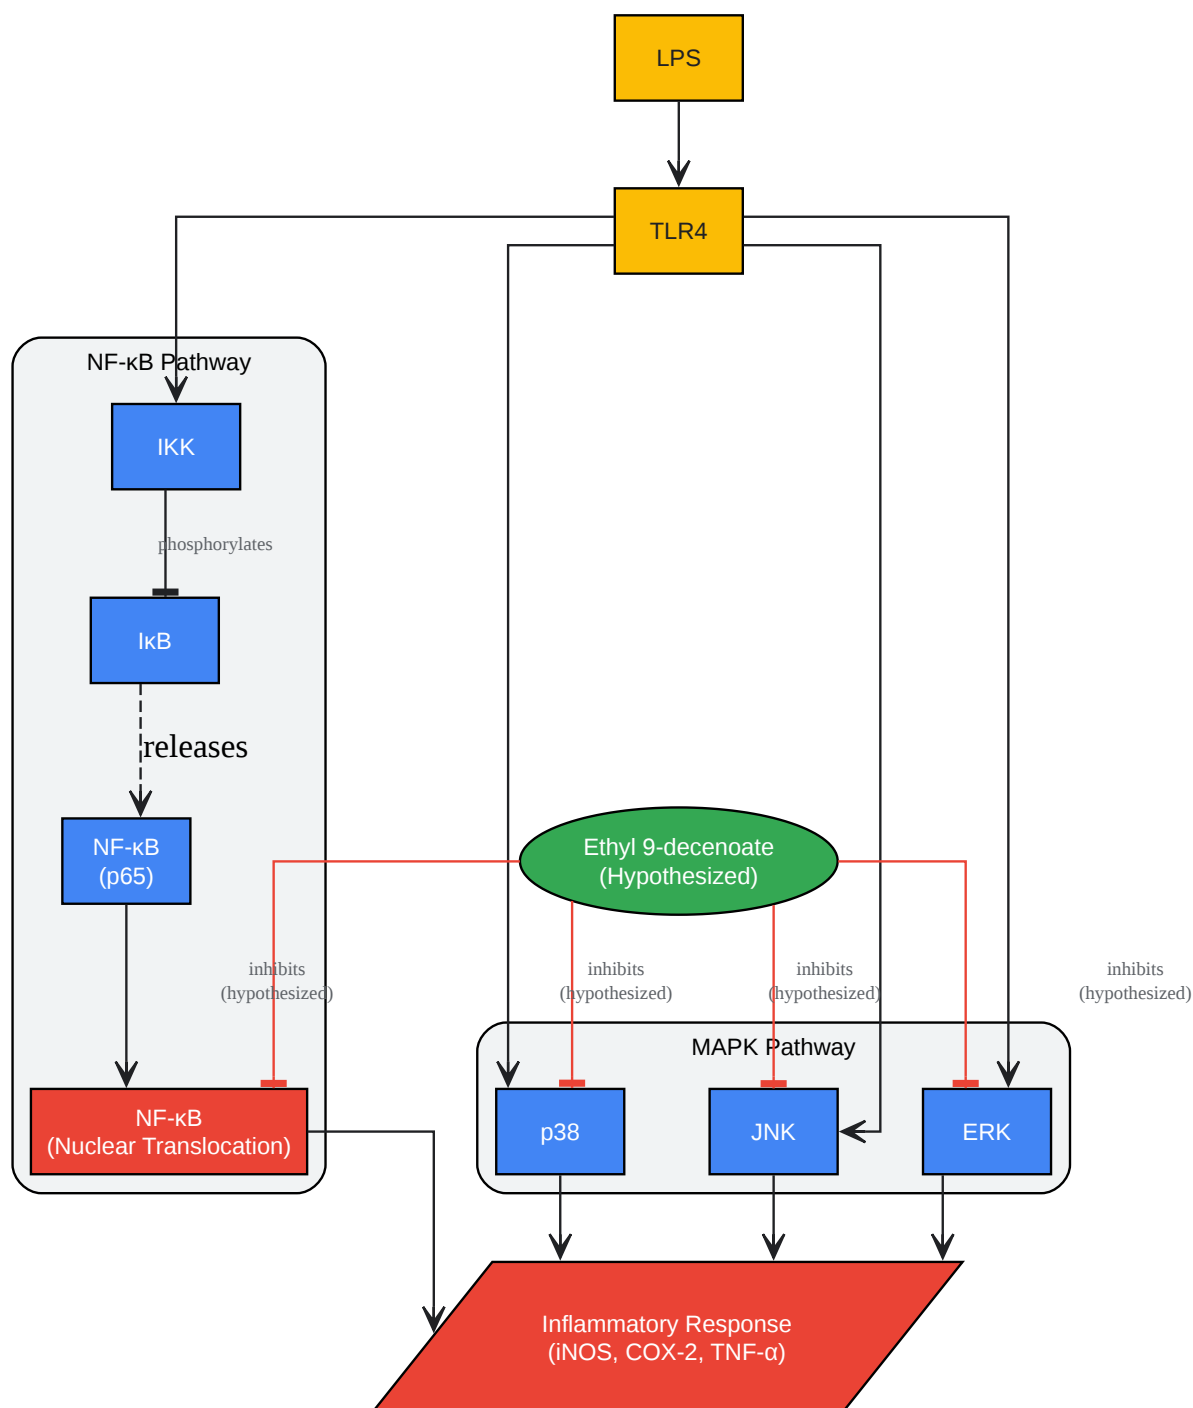 LPS
TLR4
NF-κB Pathway
IKK
phosphorylates
IκB
releases
NF-κB
(p65)
Ethyl 9-decenoate
(Hypothesized)
inhibits
(hypothesized)
inhibits
(hypothesized)
inhibits
(hypothesized)
inhibits
(hypothesized)
MAPK Pathway
NF-κB
(Nuclear Translocation)
p38
JNK
ERK
Inflammatory Response
(iNOS, COX-2, TNF-α)